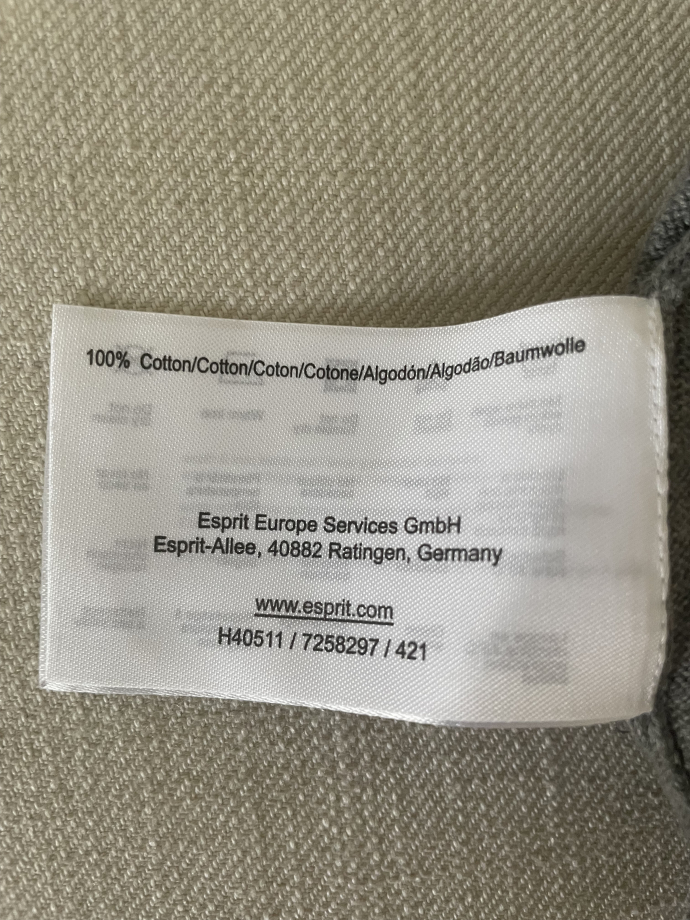 100% Cotton/Cotton/Coton/Cotone/Algodón/Algodão/Baumwolle
Esprit Europe Services GmbH
Esprit-Allee, 40882 Ratingen, Germany
www.esprit.com
H40511 / 7258297 / 421